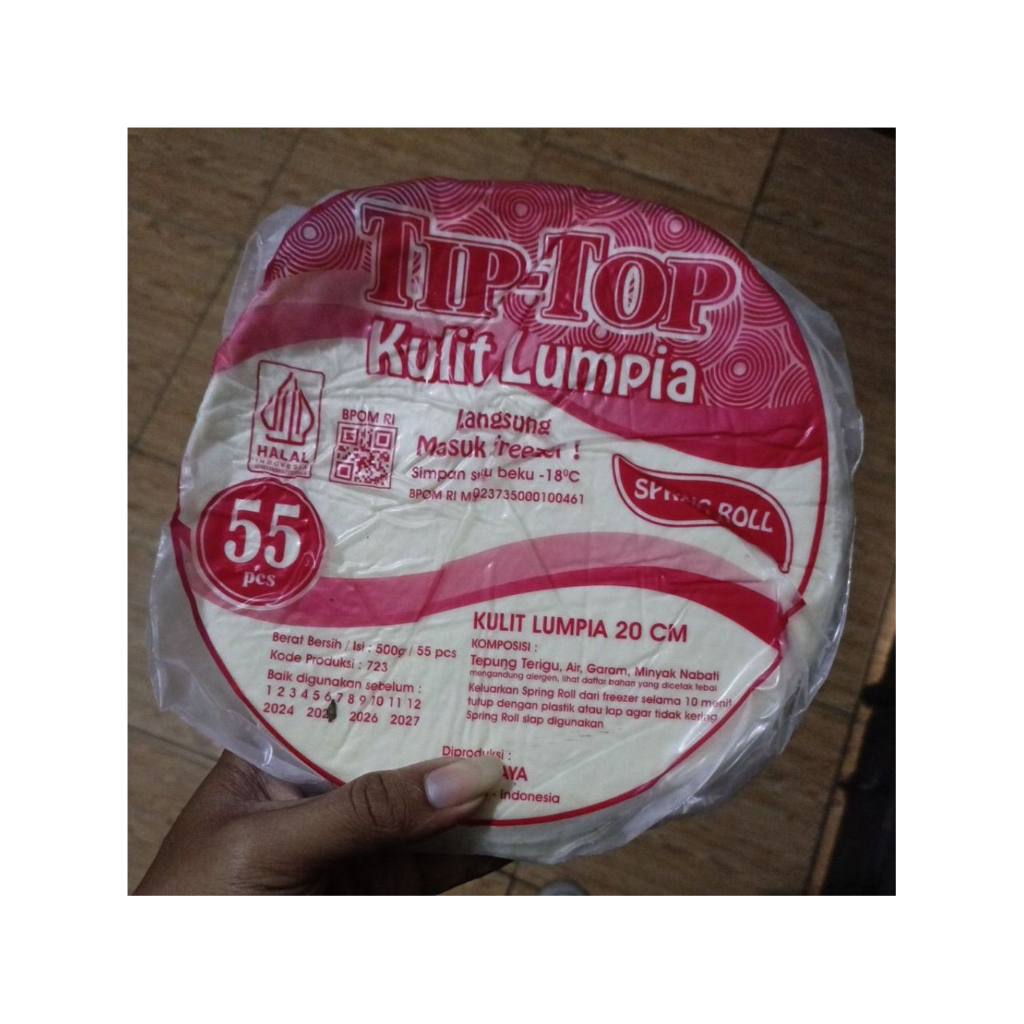 TIP-TOP
Kulit Lumpia
HALAL
INDONESIA
BPOM RI
Langsung
Masuk freezer !
Simpan suhu beku -18°C
BPOM RI M 023735000100461
SPRING ROLL
55
pcs
KULIT LUMPIA 20 CM
KOMPOSISI :
Tepung Terigu, Air, Garam, Minyak Nabati
mengandung alergen, lihat daftar bahan yang dicetak tebal
Keluarkan Spring Roll dari freezer selama 10 menit
tutup dengan plastik atau lap agar tidak kering
Spring Roll siap digunakan
Berat Bersih / Isi : 500g / 55 pcs
Kode Produksi : 723
Baik digunakan sebelum :
1 2 3 4 5 6 7 8 9 10 11 12
2024 2026 2027
Diproduksi :
- Indonesia